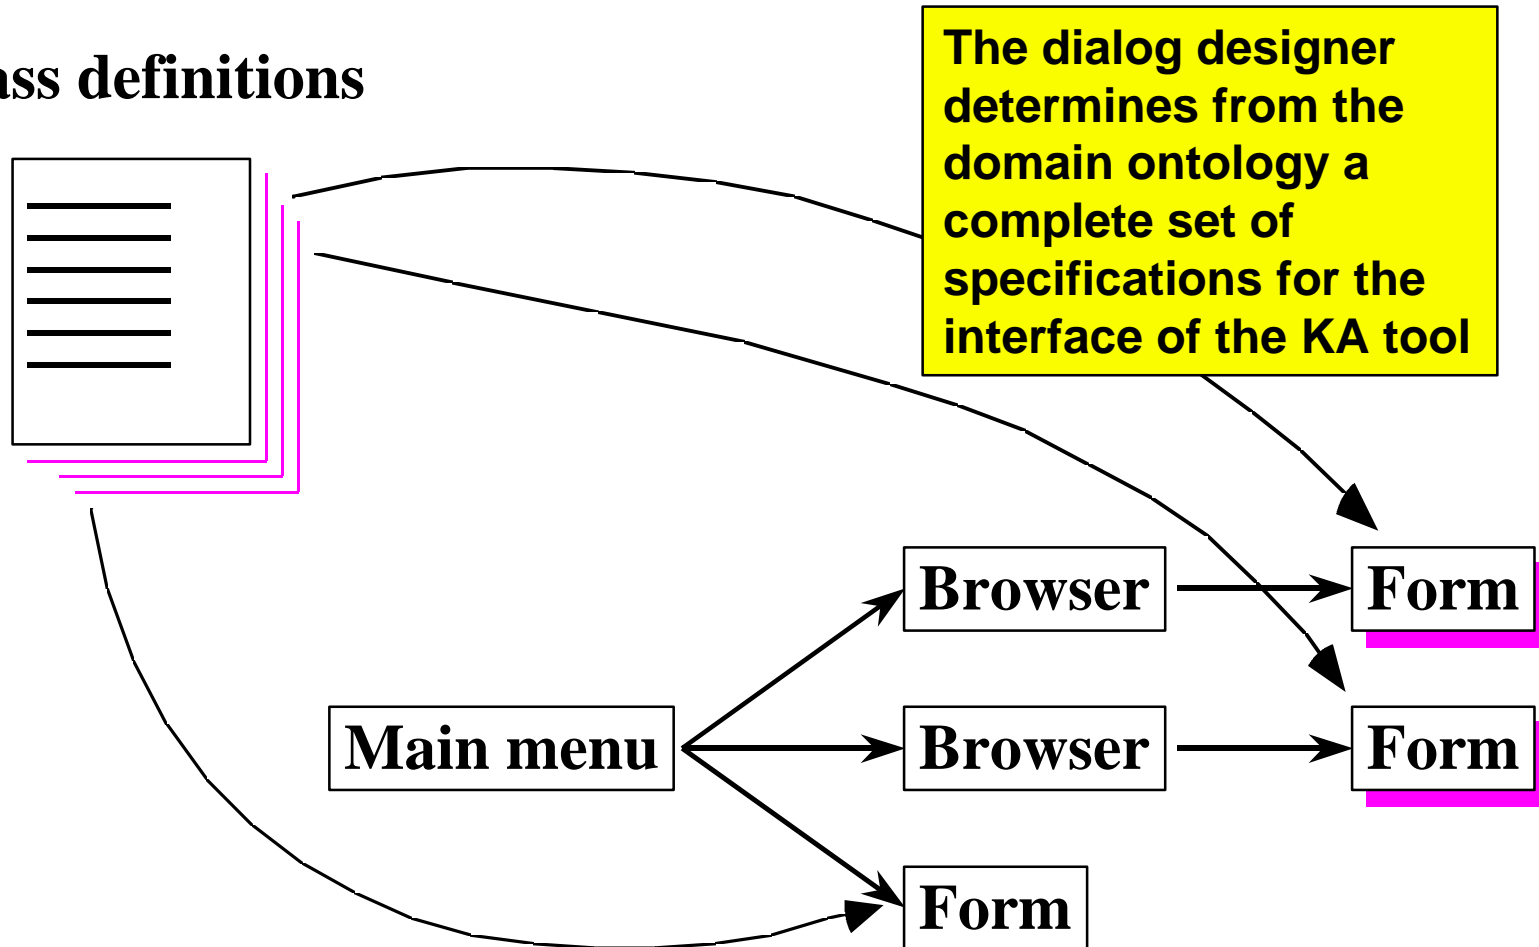 ass definitions
The dialog designer
determines from the
domain ontology a
complete set of
specifications for the
interface of the KA tool
Browser
Form
Main menu
Browser
Form
Form